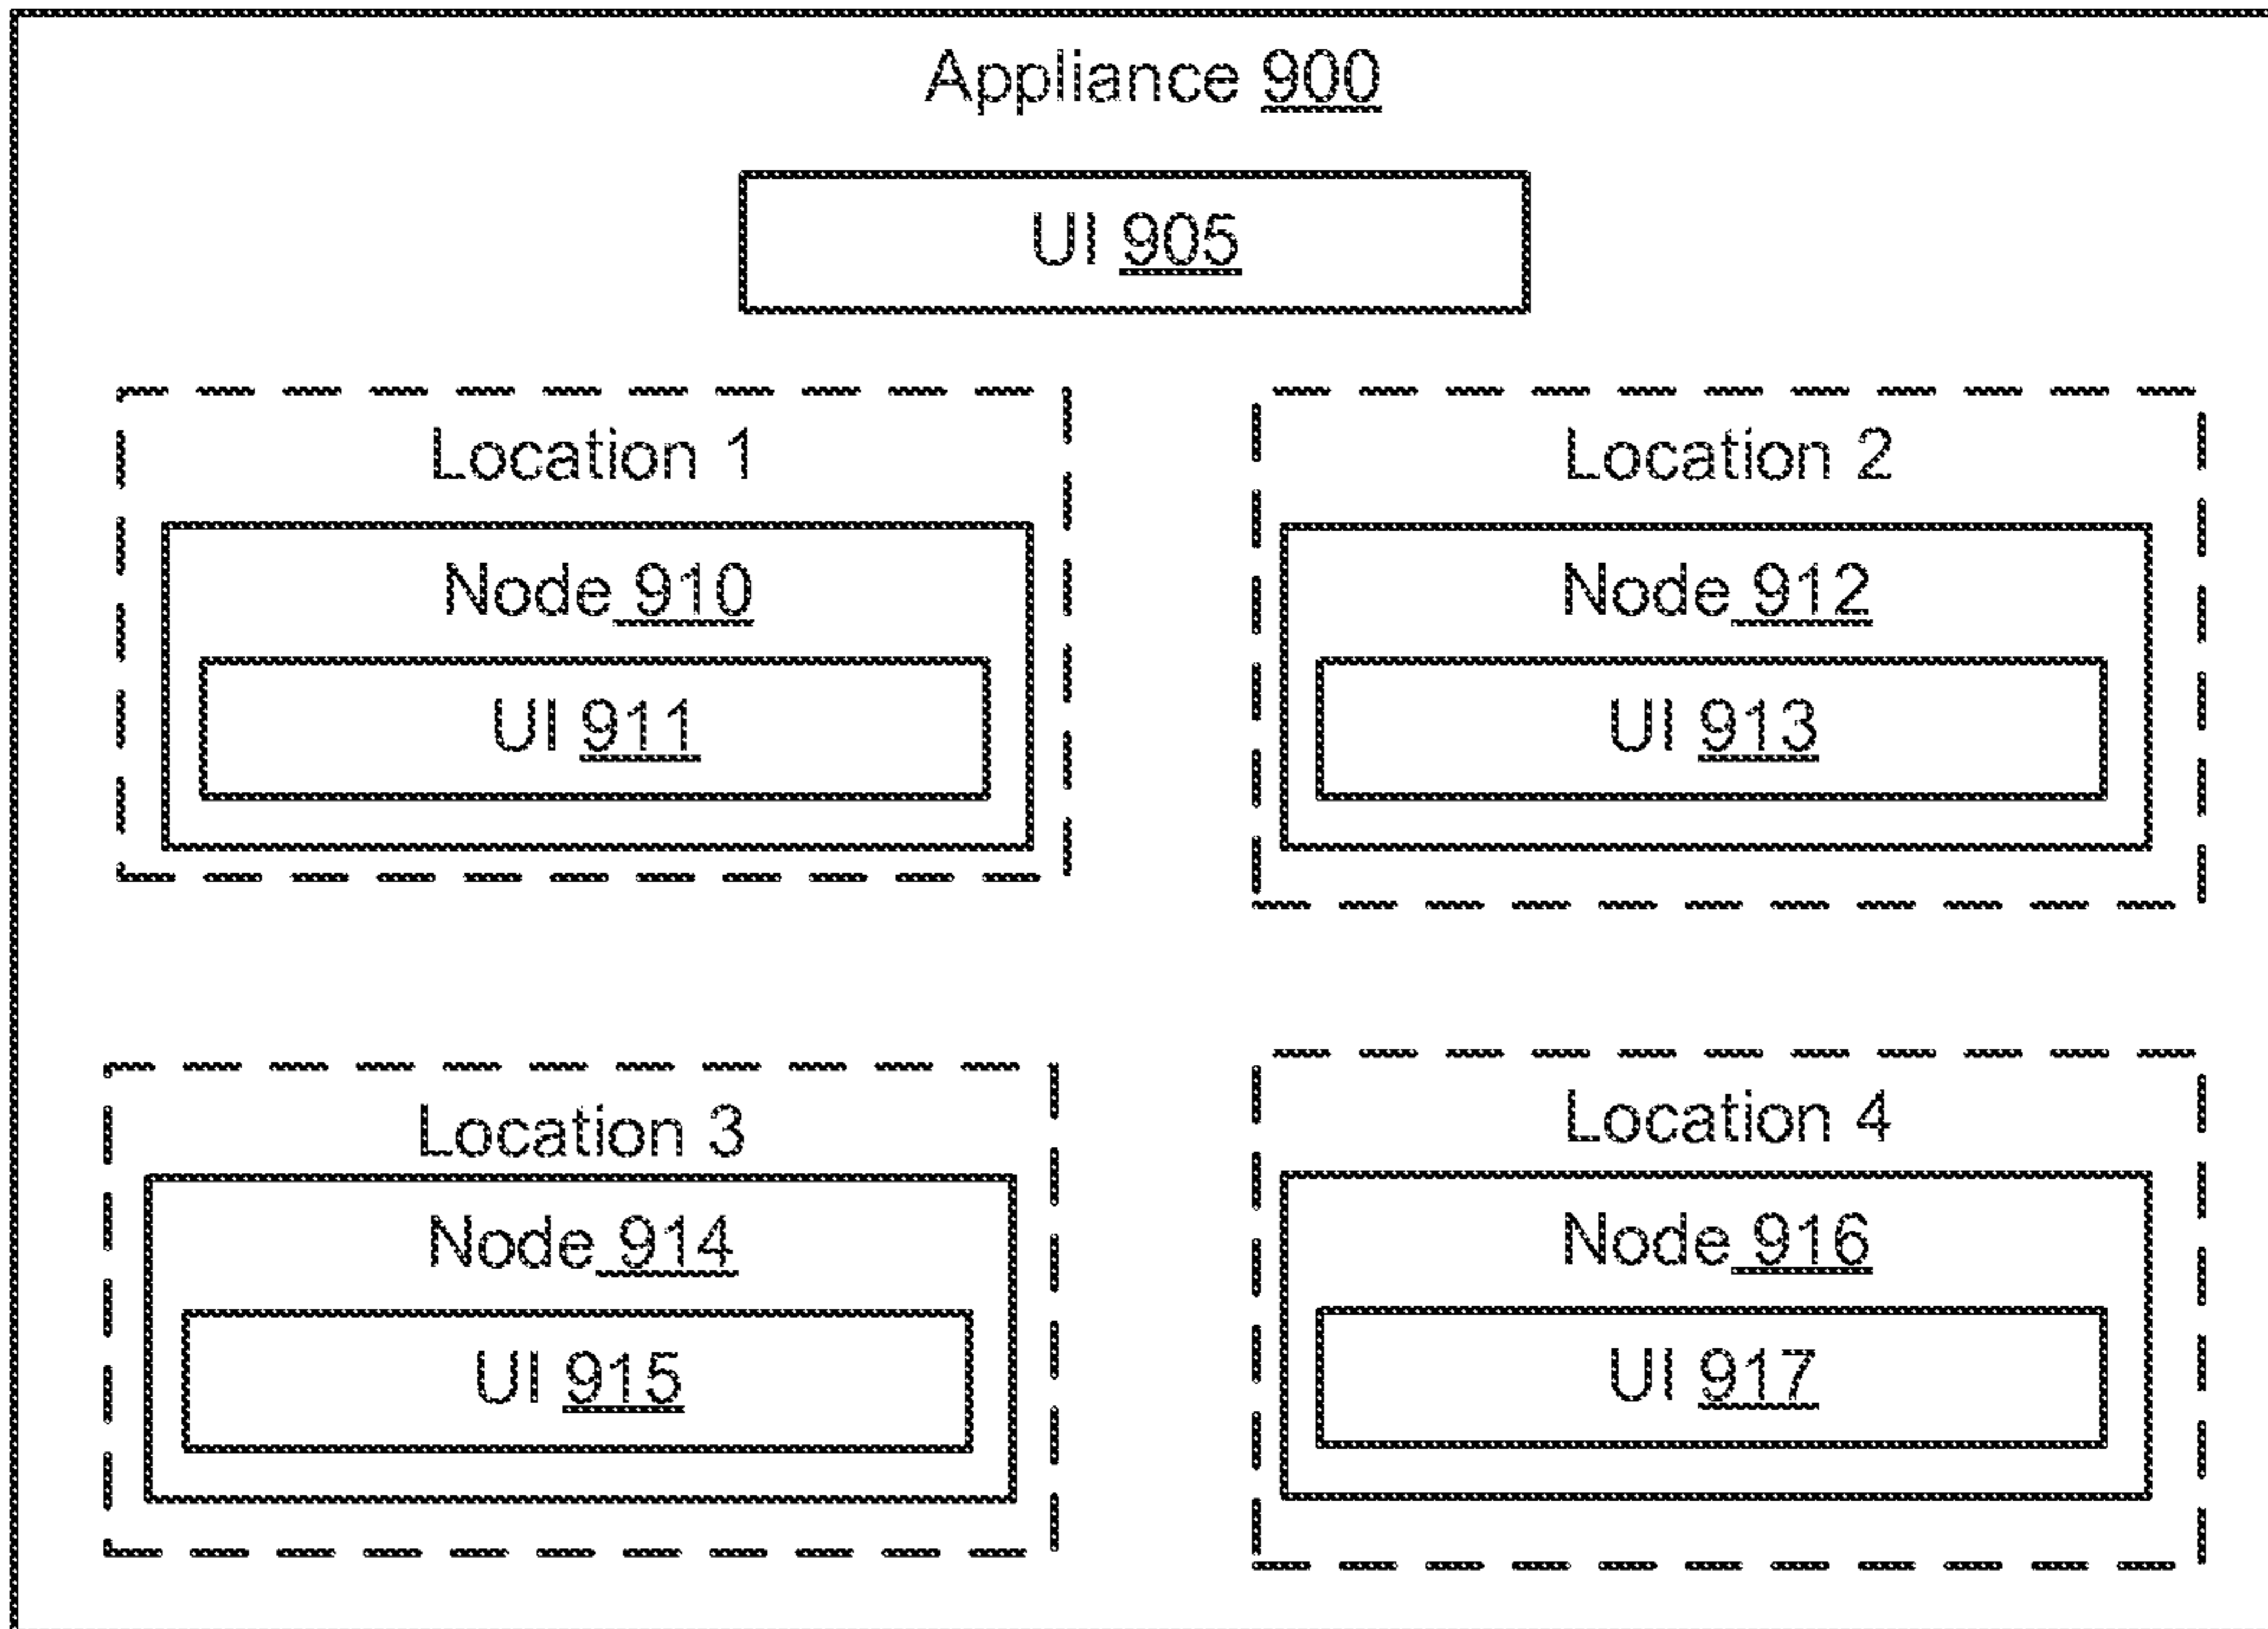 Appliance 900
UI 905
Location 1
Node 910
UI 911
Location 2
Node 912
UI 913
Location 3
Node 914
UI 915
Location 4
Node 916
UI 917